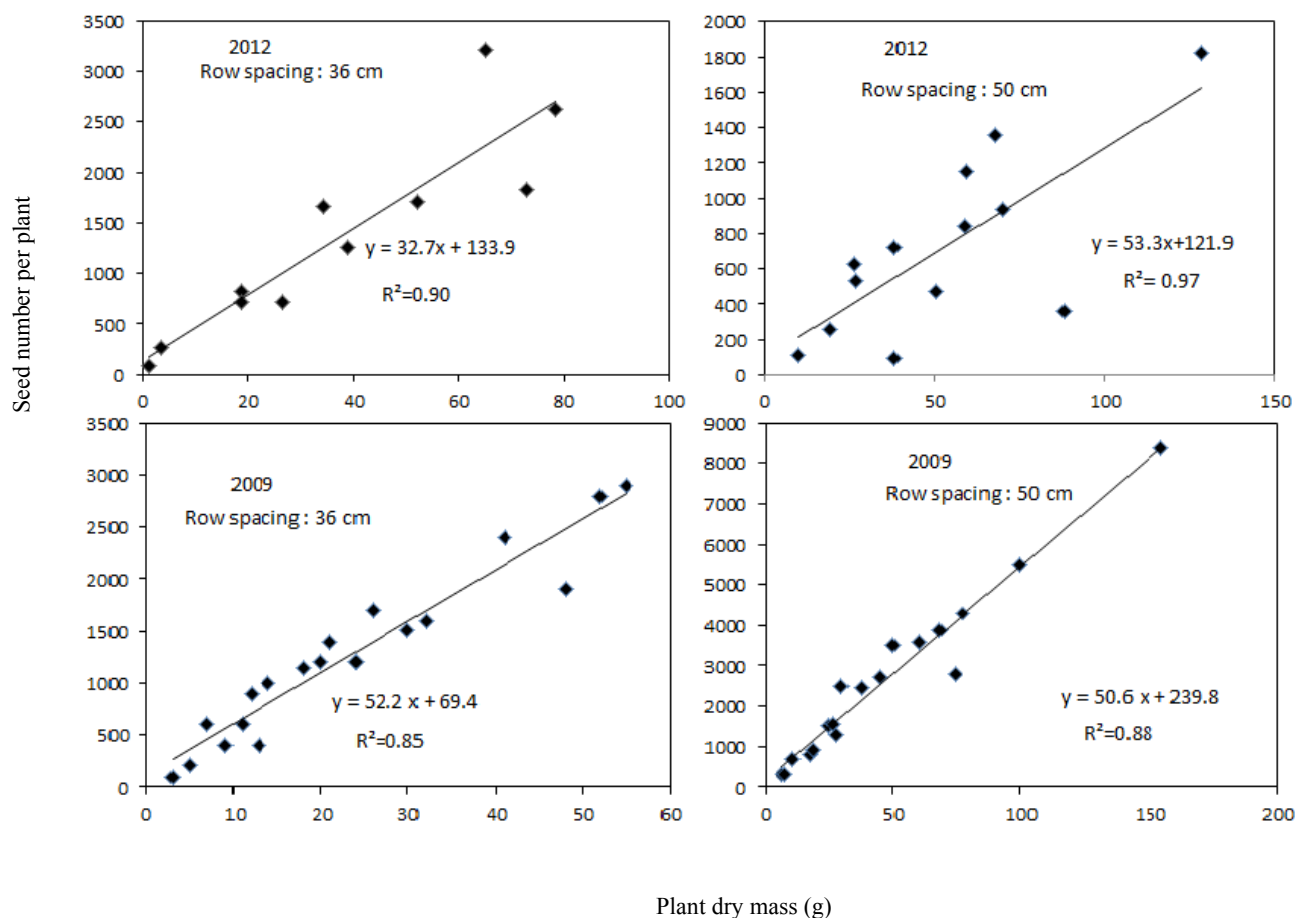 Seed number per plant
3500
3000
2500
2000
1500
1000
500
0
2012
Row spacing : 36 cm
y = 32.7x + 133.9
R²=0.90
0 20 40 60 80 100
2000
1800
1600
1400
1200
1000
800
600
400
200
0
2012
Row spacing : 50 cm
y = 53.3x+121.9
R²= 0.97
0 50 100 150
3500
3000
2500
2000
1500
1000
500
0
2009
Row spacing : 36 cm
y = 52.2 x + 69.4
R²=0.85
0 10 20 30 40 50 60
9000
8000
7000
6000
5000
4000
3000
2000
1000
0
2009
Row spacing : 50 cm
y = 50.6 x + 239.8
R²=0.88
0 50 100 150 200
Plant dry mass (g)